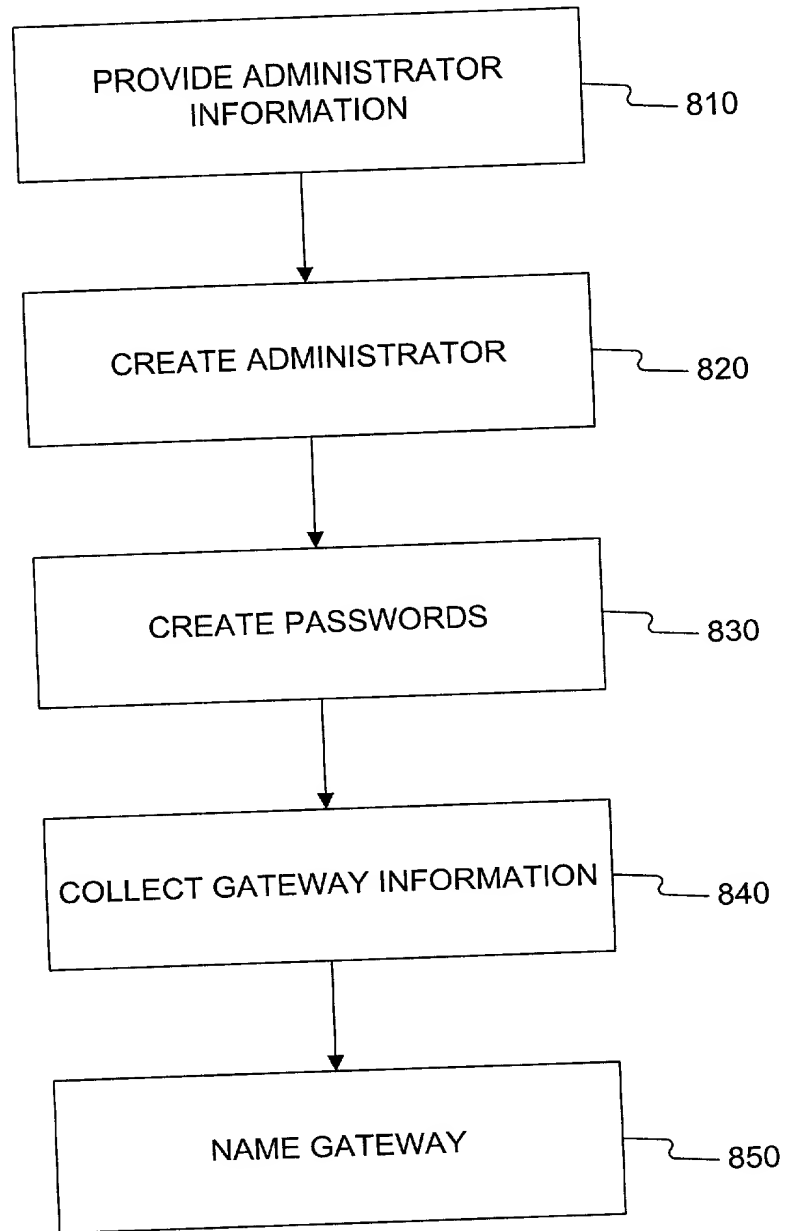 PROVIDE ADMINISTRATOR
INFORMATION
810
CREATE ADMINISTRATOR
820
CREATE PASSWORDS
830
COLLECT GATEWAY INFORMATION
840
NAME GATEWAY
850